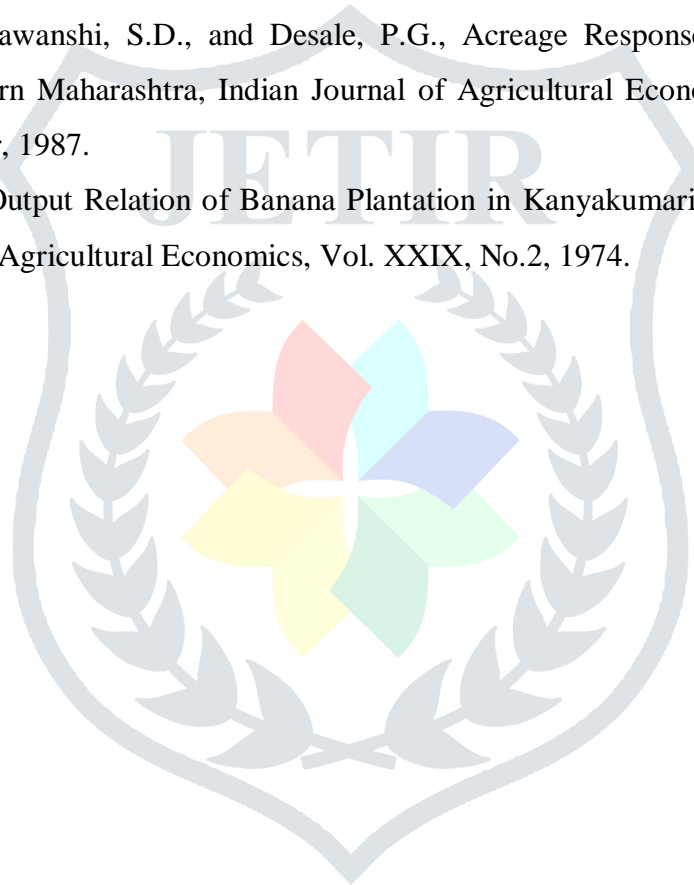 awanshi, S.D., and Desale, P.G., Acreage Response
rn Maharashtra, Indian Journal of Agricultural Econo
, 1987.
Output Relation of Banana Plantation in Kanyakumari
Agricultural Economics, Vol. XXIX, No.2, 1974.
JETIR